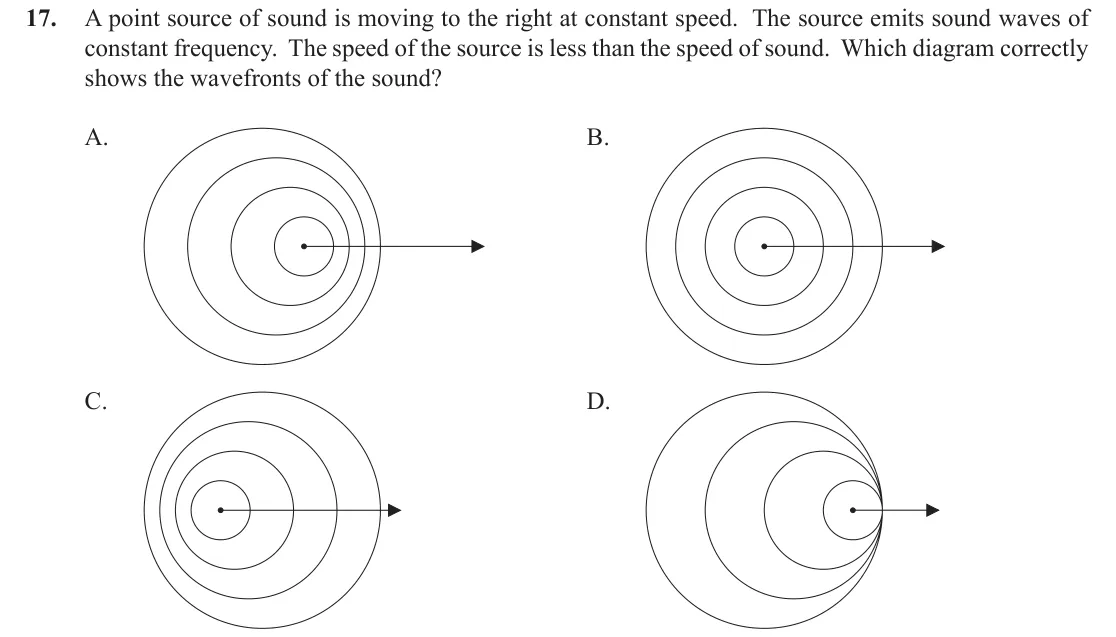 17. A point source of sound is moving to the right at constant speed. The source emits sound waves of
constant frequency. The speed of the source is less than the speed of sound. Which diagram correctly
shows the wavefronts of the sound?
A.
B.
C.
D.